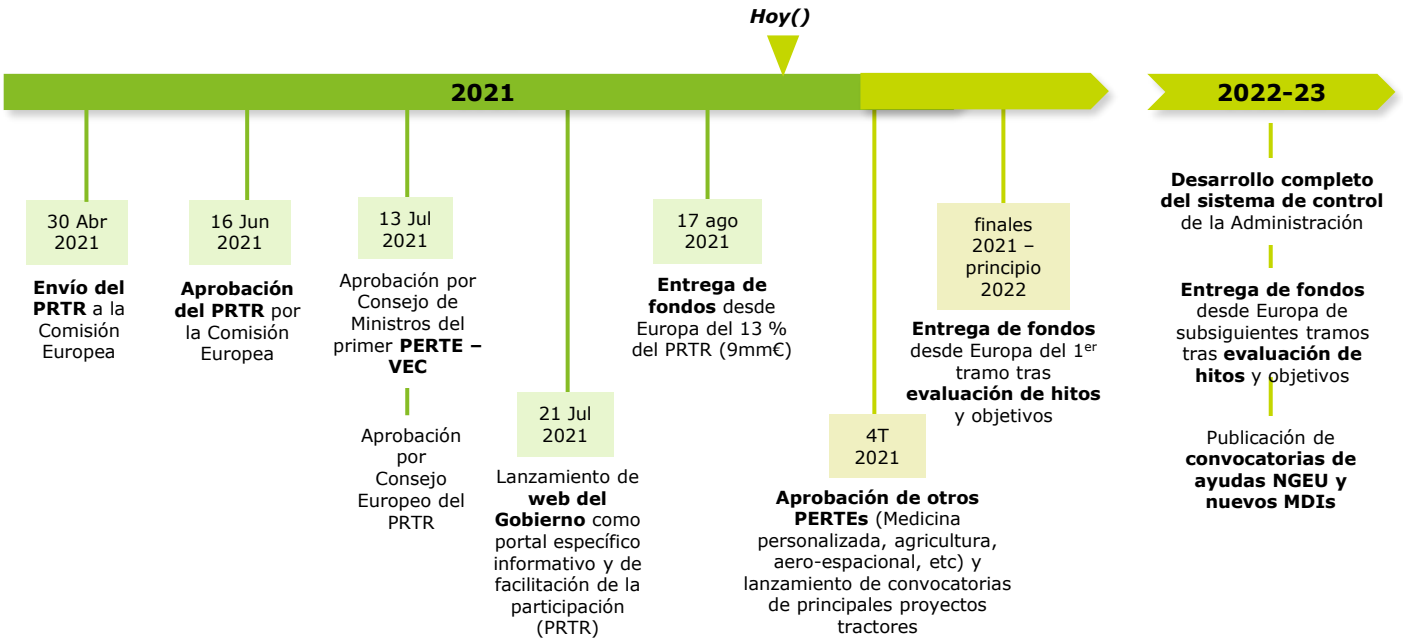 Hoy()
2021
2022-23
30 Abr
2021
Envío del
PRTR a la
Comisión
Europea
16 Jun
2021
Aprobación
del PRTR por
la Comisión
Europea
13 Jul
2021
Aprobación por
Consejo de
Ministros del
primer PERTE –
VEC
Aprobación
por
Consejo
Europeo del
PRTR
21 Jul
2021
Lanzamiento de
web del
Gobierno como
portal específico
informativo y de
facilitación de la
participación
(PRTR)
17 ago
2021
Entrega de
fondos desde
Europa del 13 %
del PRTR (9mm€)
4T
2021
Aprobación de otros
PERTEs (Medicina
personalizada, agricultura,
aero-espacional, etc) y
lanzamiento de convocatorias
de principales proyectos
tractores
finales
2021 –
principio
2022
Entrega de fondos
desde Europa del 1er
tramo tras
evaluación de hitos
y objetivos
Desarrollo completo
del sistema de control
de la Administración
Entrega de fondos
desde Europa de
subsiguientes tramos
tras evaluación de
hitos y objetivos
Publicación de
convocatorias de
ayudas NGEU y
nuevos MDIs